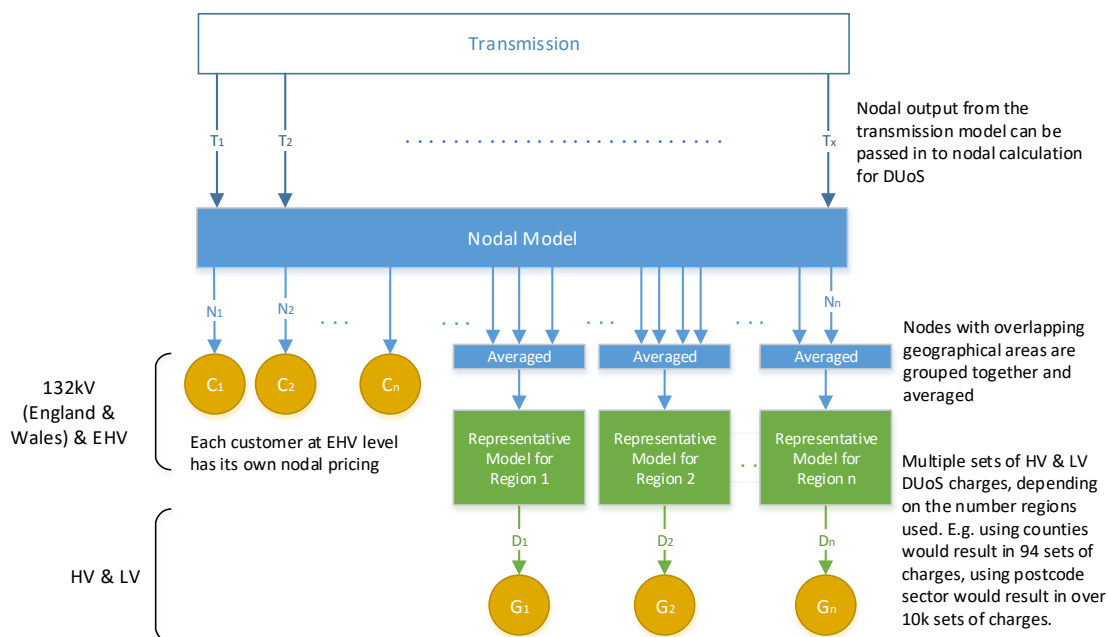 Transmission
T1
T2
Tx
Nodal output from the
transmission model can be
passed in to nodal calculation
for DUoS
Nodal Model
N1
N2
Nn
Averaged
Averaged
Averaged
Nodes with overlapping
geographical areas are
grouped together and
averaged
132kV
(England &
Wales) & EHV
C1
C2
Cn
Each customer at EHV level
has its own nodal pricing
Representative
Model for
Region 1
Representative
Model for
Region 2
Representative
Model for
Region n
Multiple sets of HV & LV
DUoS charges, depending
on the number regions
used. E.g. using counties
would result in 94 sets of
charges, using postcode
sector would result in over
10k sets of charges.
HV & LV
D1
D2
Dn
G1
G2
Gn